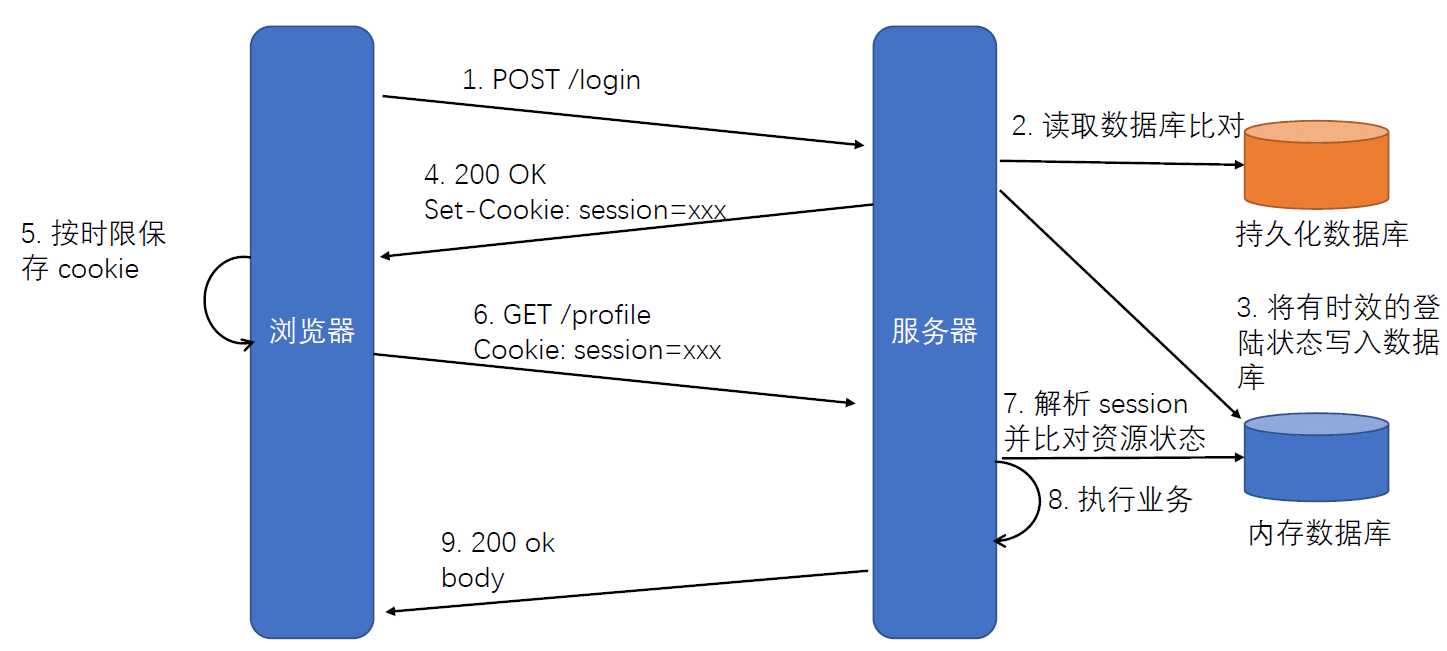 1. POST /login
2. 读取数据库比对
持久化数据库
3. 将有时效的登
陆状态写入数据
库
4. 200 OK
Set-Cookie: session=xxx
5. 按时限保
存 cookie
浏览器
6. GET /profile
Cookie: session=xxx
服务器
7. 解析 session
并比对资源状态
8. 执行业务
内存数据库
9. 200 ok
body